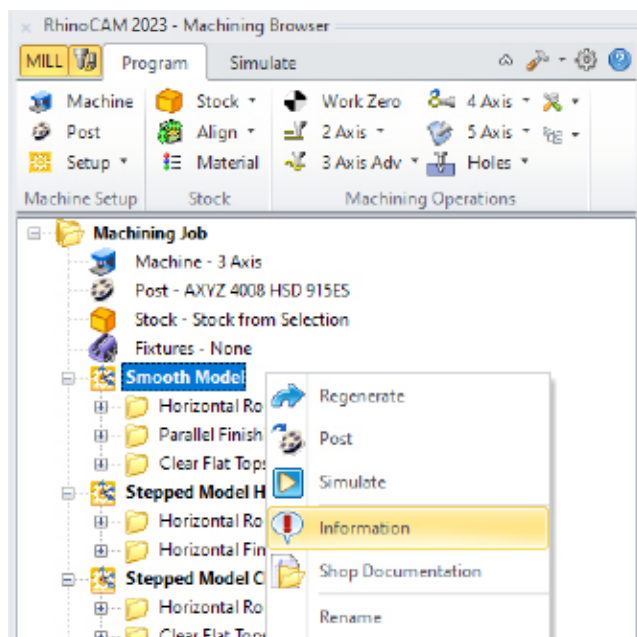 RhinoCAM 2023 - Machining Browser
MILL Program Simulate
Machine Stock Work Zero 4 Axis
Post Align 2 Axis 5 Axis
Setup Material 3 Axis Adv Holes
Machine Setup Stock Machining Operations
Machining Job
Machine - 3 Axis
Post - AXYZ 4008 HSD 915ES
Stock - Stock from Selection
Fixtures - None
Smooth Model
Horizontal Ro
Regenerate
Parallel Finish
Post
Clear Flat Tops
Simulate
Stepped Model H
Horizontal Ro
Information
Horizontal Fin
Stepped Model C
Shop Documentation
Horizontal Ro
Rename
Clear Flat Tops